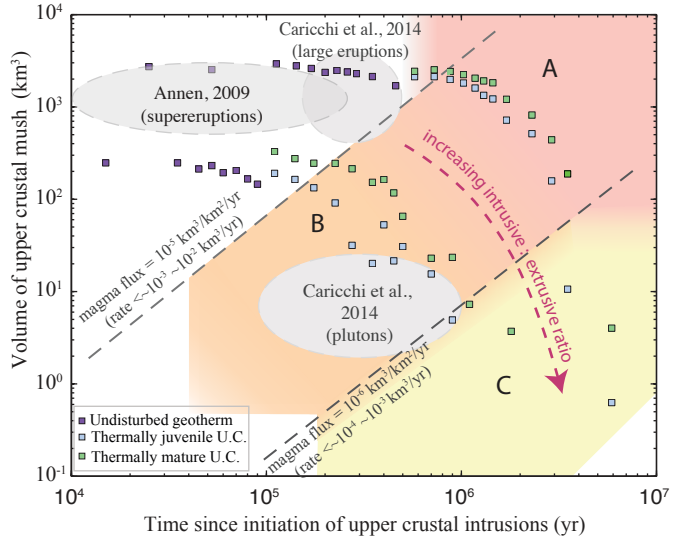 Caricchi et al., 2014
(large eruptions)
A
Annen, 2009
(supereruptions)
increasing intrusive : extrusive ratio
B
magma flux = 10⁻⁵ km³/km²/yr
(rate <~10⁻³ ~10⁻² km³/yr)
Caricchi et al.,
2014
(plutons)
C
magma flux = 10⁻⁶ km³/km²/yr
(rate <~10⁻⁴ ~10⁻³ km³/yr)
Undisturbed geotherm
Thermally juvenile U.C.
Thermally mature U.C.
Volume of upper crustal mush (km³)
10⁴
10³
10²
10¹
10⁰
10⁻¹
10⁴ 10⁵ 10⁶ 10⁷
Time since initiation of upper crustal intrusions (yr)